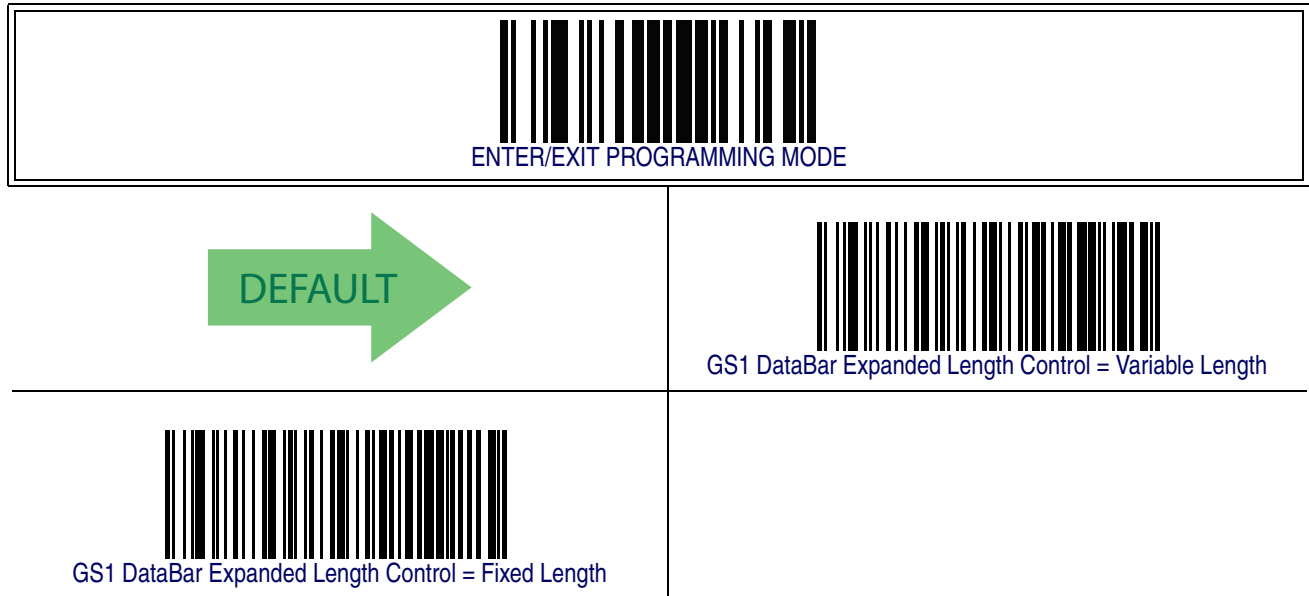 ENTER/EXIT PROGRAMMING MODE
DEFAULT
GS1 DataBar Expanded Length Control = Variable Length
GS1 DataBar Expanded Length Control = Fixed Length